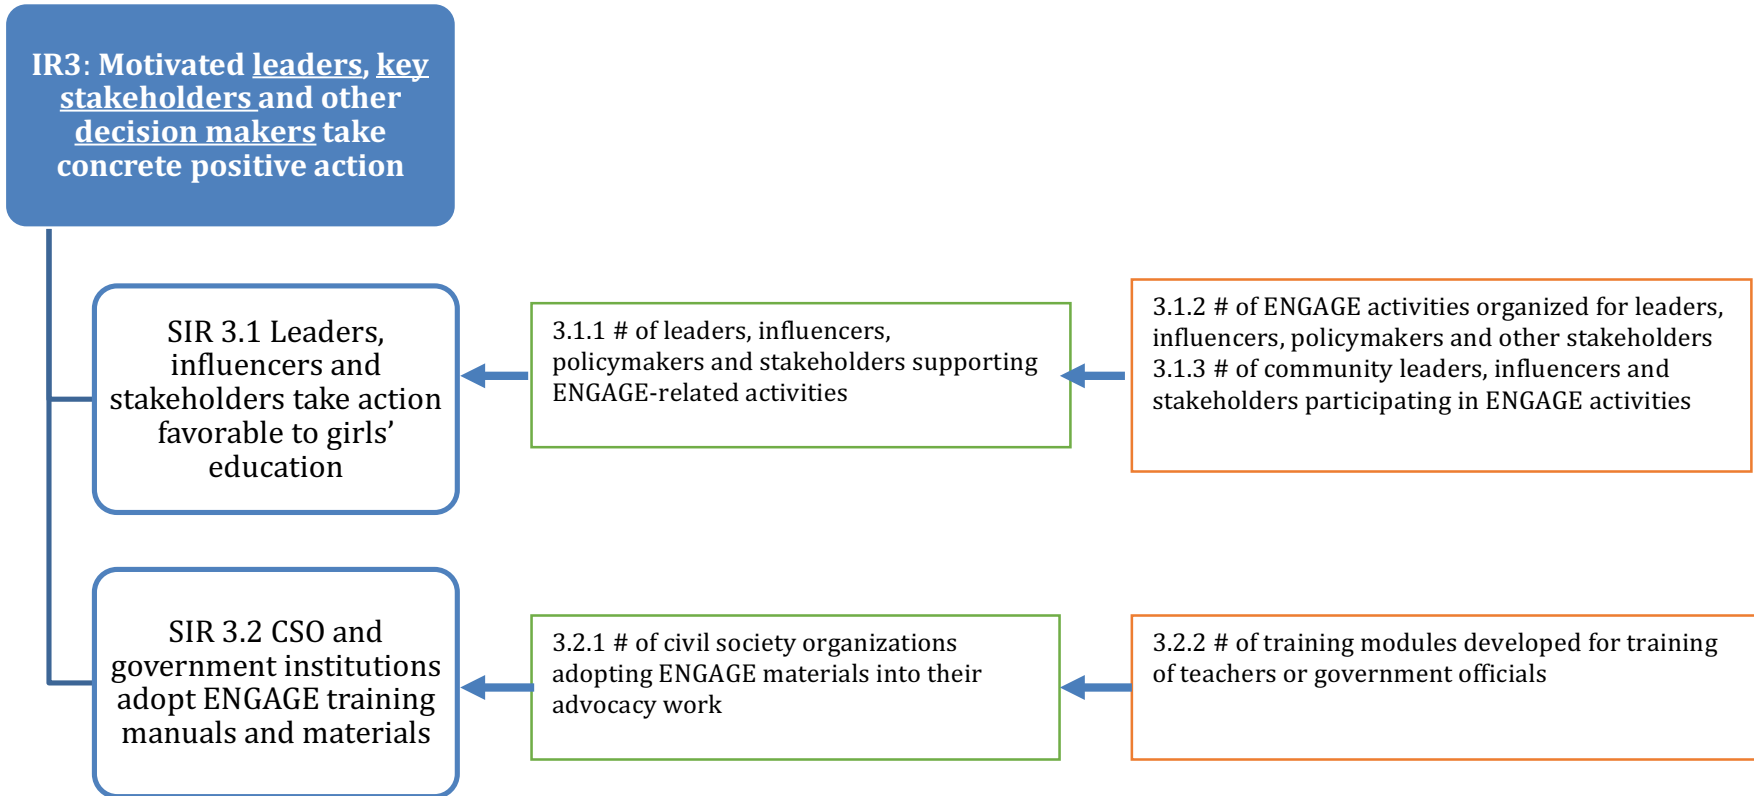 IR3: Motivated leaders, key
stakeholders and other
decision makers take
concrete positive action
SIR 3.1 Leaders,
influencers and
stakeholders take action
favorable to girls’
education
3.1.1 # of leaders, influencers,
policymakers and stakeholders supporting
ENGAGE-related activities
3.1.2 # of ENGAGE activities organized for leaders,
influencers, policymakers and other stakeholders
3.1.3 # of community leaders, influencers and
stakeholders participating in ENGAGE activities
SIR 3.2 CSO and
government institutions
adopt ENGAGE training
manuals and materials
3.2.1 # of civil society organizations
adopting ENGAGE materials into their
advocacy work
3.2.2 # of training modules developed for training
of teachers or government officials